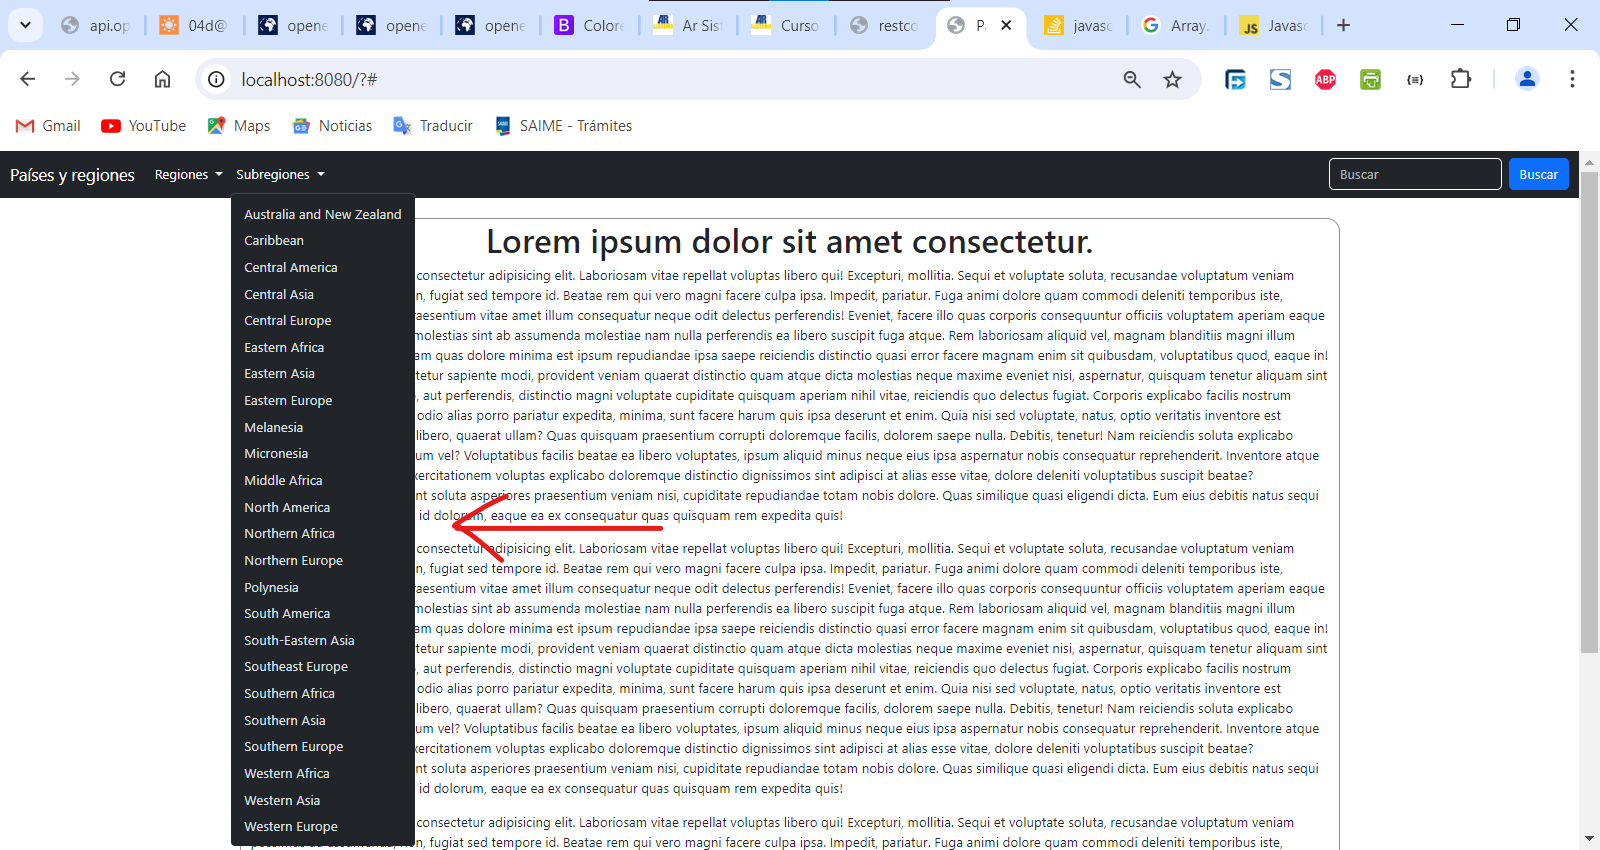 api.op
04d@
opene
opene
opene
Colore
Ar Sis
Curso
restco
P
javasc
Array.
Javasc
localhost:8080/?#
Gmail
YouTube
Maps
Noticias
Traducir
SAIME - Trámites
Países y regiones
Regiones
Subregiones
Buscar
Buscar
Australia and New Zealand
Caribbean
Central America
Central Asia
Central Europe
Eastern Africa
Eastern Asia
Eastern Europe
Melanesia
Micronesia
Middle Africa
North America
Northern Africa
Northern Europe
Polynesia
South America
South-Eastern Asia
Southeast Europe
Southern Africa
Southern Asia
Southern Europe
Western Africa
Western Asia
Western Europe
Lorem ipsum dolor sit amet consectetur.
consectetur adipisicing elit. Laboriosam vitae repellat voluptas libero qui! Excepturi, mollitia. Sequi et voluptate soluta, recusandae voluptatum veniam
n, fugiat sed tempore id. Beatae rem qui vero magni facere culpa ipsa. Impedit, pariatur. Fuga animi dolore quam commodi deleniti temporibus iste,
aesentium vitae amet illum consequatur neque odit delectus perferendis! Eveniet, facere illo quas corporis consequuntur officiis voluptatem aperiam eaque
molestias sint ab assumenda molestiae nam nulla perferendis ea libero suscipit fuga atque. Rem laboriosam aliquid vel, magnam blanditiis magni illum
am quas dolore minima est ipsum repudiandae ipsa saepe reiciendis distinctio quasi error facere magnam enim sit quibusdam, voluptatibus quod, eaque in!
tetur sapiente modi, provident veniam quaerat distinctio quam atque dicta molestias neque maxime eveniet nisi, aspernatur, quisquam tenetur aliquam sint
, aut perferendis, distinctio magni voluptate cupiditate quisquam aperiam nihil vitae, reiciendis quo delectus fugiat. Corporis explicabo facilis nostrum
odio alias porro pariatur expedita, minima, sunt facere harum quis ipsa deserunt et enim. Quia nisi sed voluptate, natus, optio veritatis inventore est
libero, quaerat ullam? Quas quisquam praesentium corrupti doloremque facilis, dolorem saepe nulla. Debitis, tenetur! Nam reiciendis soluta explicabo
um vel? Voluptatibus facilis beatae ea libero voluptates, ipsum aliquid minus neque eius ipsa aspernatur nobis consequatur reprehenderit. Inventore atque
xercitationem voluptas explicabo doloremque distinctio dignissimos sint adipisci at alias esse vitae, dolore deleniti voluptatibus suscipit beatae?
nt soluta asperiores praesentium veniam nisi, cupiditate repudiandae totam nobis dolore. Quas similique quasi eligendi dicta. Eum eius debitis natus sequi
id dolorum, eaque ea ex consequatur quas quisquam rem expedita quis!
consectetur adipisicing elit. Laboriosam vitae repellat voluptas libero qui! Excepturi, mollitia. Sequi et voluptate soluta, recusandae voluptatum veniam
n, fugiat sed tempore id. Beatae rem qui vero magni facere culpa ipsa. Impedit, pariatur. Fuga animi dolore quam commodi deleniti temporibus iste,
aesentium vitae amet illum consequatur neque odit delectus perferendis! Eveniet, facere illo quas corporis consequuntur officiis voluptatem aperiam eaque
molestias sint ab assumenda molestiae nam nulla perferendis ea libero suscipit fuga atque. Rem laboriosam aliquid vel, magnam blanditiis magni illum
am quas dolore minima est ipsum repudiandae ipsa saepe reiciendis distinctio quasi error facere magnam enim sit quibusdam, voluptatibus quod, eaque in!
tetur sapiente modi, provident veniam quaerat distinctio quam atque dicta molestias neque maxime eveniet nisi, aspernatur, quisquam tenetur aliquam sint
, aut perferendis, distinctio magni voluptate cupiditate quisquam aperiam nihil vitae, reiciendis quo delectus fugiat. Corporis explicabo facilis nostrum
odio alias porro pariatur expedita, minima, sunt facere harum quis ipsa deserunt et enim. Quia nisi sed voluptate, natus, optio veritatis inventore est
libero, quaerat ullam? Quas quisquam praesentium corrupti doloremque facilis, dolorem saepe nulla. Debitis, tenetur! Nam reiciendis soluta explicabo
um vel? Voluptatibus facilis beatae ea libero voluptates, ipsum aliquid minus neque eius ipsa aspernatur nobis consequatur reprehenderit. Inventore atque
xercitationem voluptas explicabo doloremque distinctio dignissimos sint adipisci at alias esse vitae, dolore deleniti voluptatibus suscipit beatae?
nt soluta asperiores praesentium veniam nisi, cupiditate repudiandae totam nobis dolore. Quas similique quasi eligendi dicta. Eum eius debitis natus sequi
id dolorum, eaque ea ex consequatur quas quisquam rem expedita quis!
consectetur adipisicing elit. Laboriosam vitae repellat voluptas libero qui! Excepturi, mollitia. Sequi et voluptate soluta, recusandae voluptatum veniam
n, fugiat sed tempore id. Beatae rem qui vero magni facere culpa ipsa. Impedit, pariatur. Fuga animi dolore quam commodi deleniti temporibus iste,